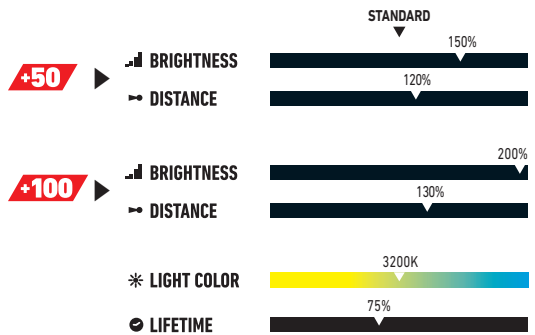 STANDARD
150%
+50 BRIGHTNESS
120%
DISTANCE
200%
+100 BRIGHTNESS
130%
DISTANCE
3200K
LIGHT COLOR
75%
LIFETIME